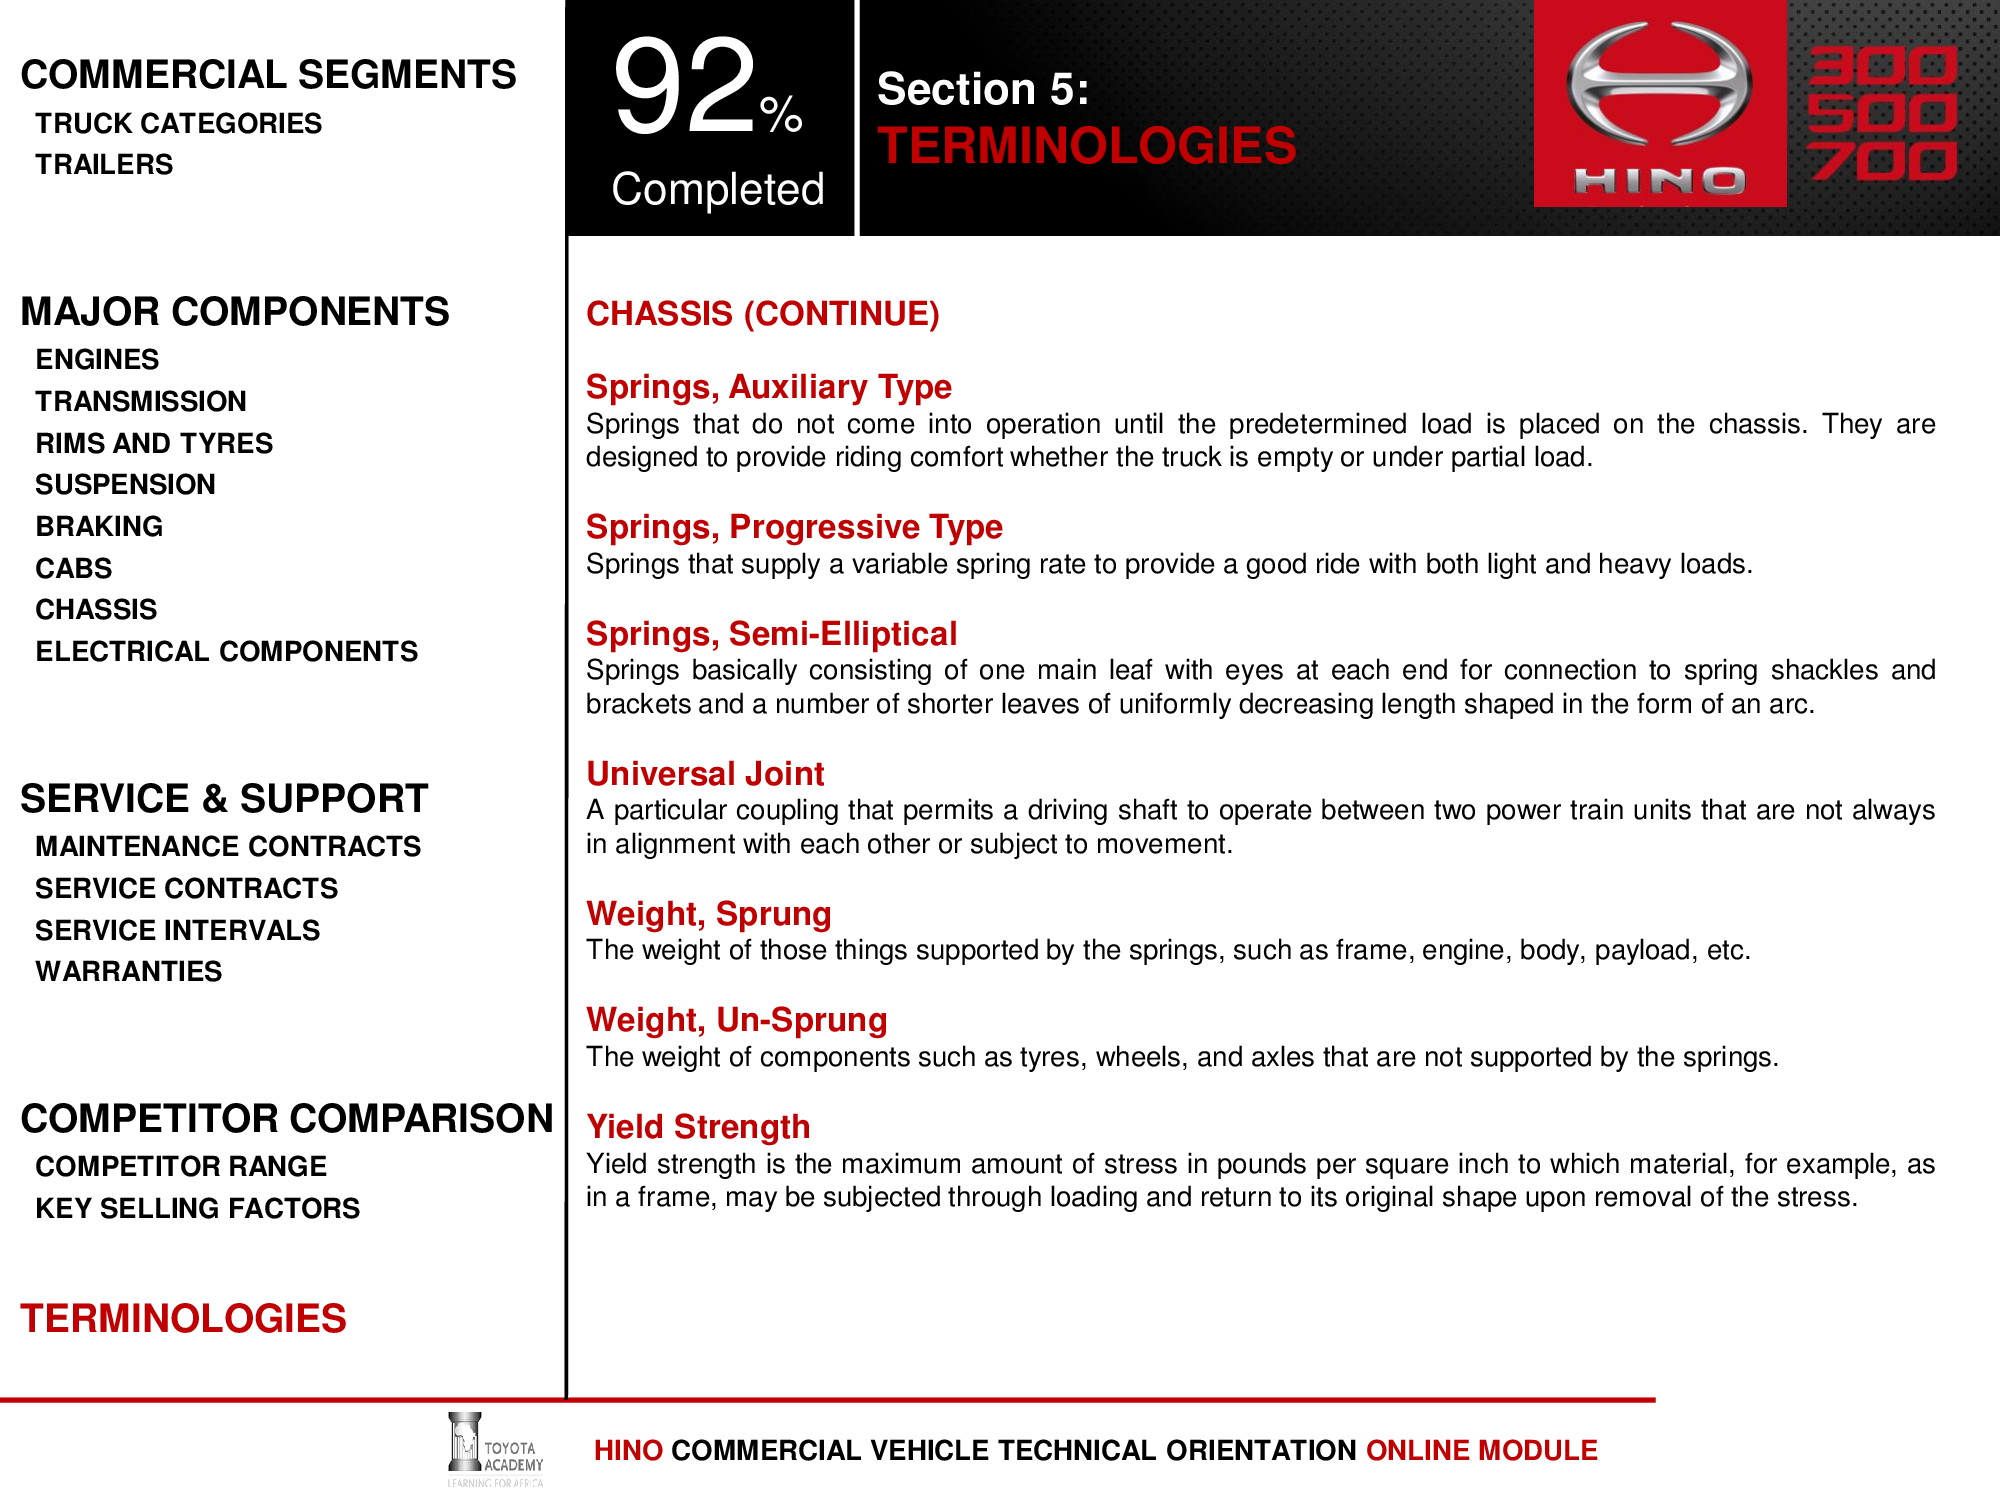 COMMERCIAL SEGMENTS
TRUCK CATEGORIES
TRAILERS
MAJOR COMPONENTS
ENGINES
TRANSMISSION
RIMS AND TYRES
SUSPENSION
BRAKING
CABS
CHASSIS
ELECTRICAL COMPONENTS
SERVICE & SUPPORT
MAINTENANCE CONTRACTS
SERVICE CONTRACTS
SERVICE INTERVALS
WARRANTIES
COMPETITOR COMPARISON
COMPETITOR RANGE
KEY SELLING FACTORS
TERMINOLOGIES
92%
Completed
Section 5:
TERMINOLOGIES
HINO
300
500
700
CHASSIS (CONTINUE)
Springs, Auxiliary Type
Springs that do not come into operation until the predetermined load is placed on the chassis. They are
designed to provide riding comfort whether the truck is empty or under partial load.
Springs, Progressive Type
Springs that supply a variable spring rate to provide a good ride with both light and heavy loads.
Springs, Semi-Elliptical
Springs basically consisting of one main leaf with eyes at each end for connection to spring shackles and
brackets and a number of shorter leaves of uniformly decreasing length shaped in the form of an arc.
Universal Joint
A particular coupling that permits a driving shaft to operate between two power train units that are not always
in alignment with each other or subject to movement.
Weight, Sprung
The weight of those things supported by the springs, such as frame, engine, body, payload, etc.
Weight, Un-Sprung
The weight of components such as tyres, wheels, and axles that are not supported by the springs.
Yield Strength
Yield strength is the maximum amount of stress in pounds per square inch to which material, for example, as
in a frame, may be subjected through loading and return to its original shape upon removal of the stress.
TOYOTA
ACADEMY
LEARNING FOR AFRICA
HINO COMMERCIAL VEHICLE TECHNICAL ORIENTATION ONLINE MODULE